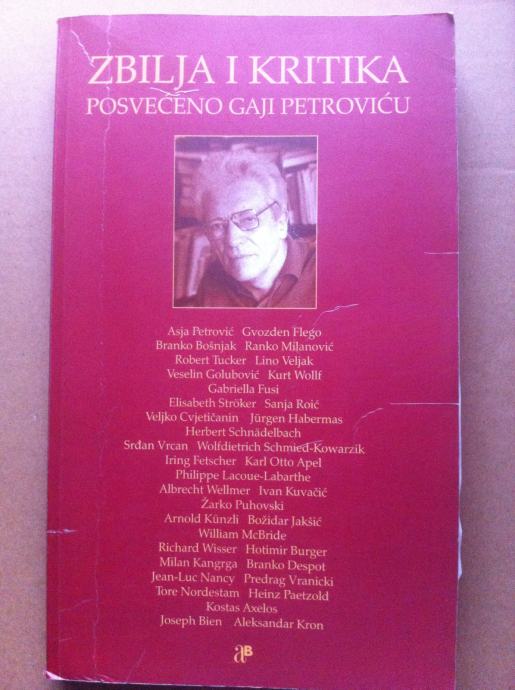 ZBILJA I KRITIKA
POSVEĆENO GAJI PETROVIĆU
Asja Petrović Gvozden Flego
Branko Bošnjak Ranko Milanović
Robert Tucker Lino Veljak
Veselin Golubović Kurt Wollf
Gabriella Fusi
Elisabeth Ströker Sanja Roić
Veljko Cvjetičanin Jürgen Habermas
Herbert Schnädelbach
Srđan Vrcan Wolfdietrich Schmied-Kowarzik
Iring Fetscher Karl Otto Apel
Philippe Lacoue-Labarthe
Albrecht Wellmer Ivan Kuvačić
Žarko Puhovski
Arnold Künzli Božidar Jakšić
William McBride
Richard Wisser Hotimir Burger
Milan Kangrga Branko Despot
Jean-Luc Nancy Predrag Vranicki
Tore Nordestam Heinz Paetzold
Kostas Axelos
Joseph Bien Aleksandar Kron
aB